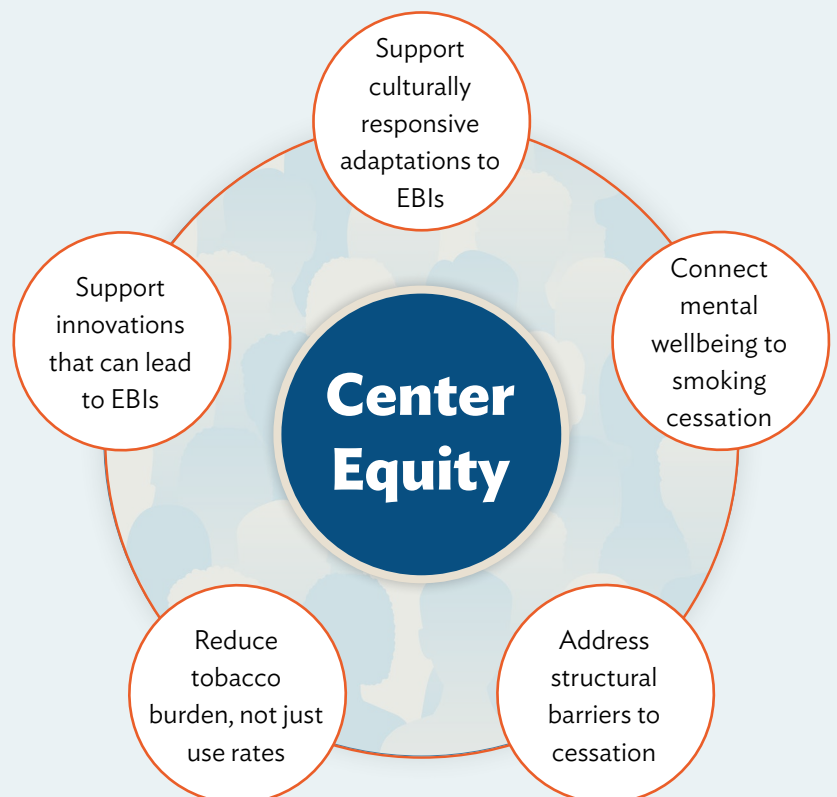 Support
culturally
responsive
adaptations to
EBIs
Connect
mental
wellbeing to
smoking
cessation
Address
structural
barriers to
cessation
Reduce
tobacco
burden, not just
use rates
Support
innovations
that can lead
to EBIs
Center
Equity